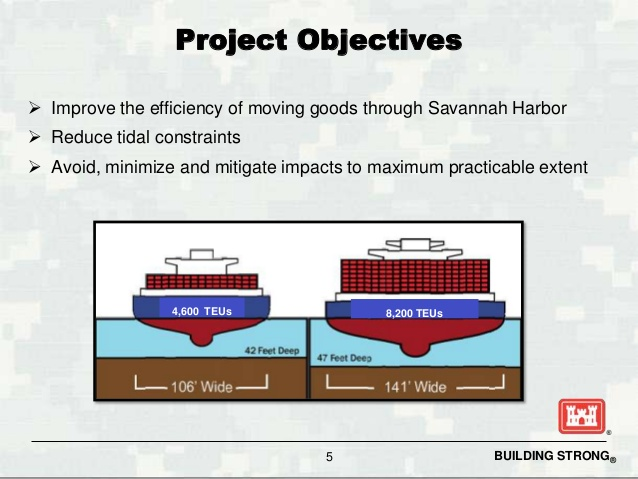 Project Objectives
➢ Improve the efficiency of moving goods through Savannah Harbor
➢ Reduce tidal constraints
➢ Avoid, minimize and mitigate impacts to maximum practicable extent
4,600 TEUs
8,200 TEUs
42 Feet Deep
47 Feet Deep
106' Wide
141' Wide
®
5
BUILDING STRONG®